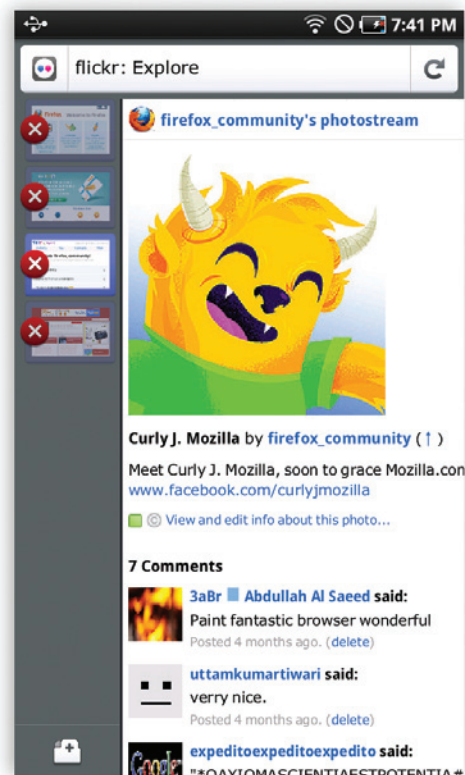 7:41 PM
flickr: Explore
firefox_community's photostream
Curly J. Mozilla by firefox_community (↑)
Meet Curly J. Mozilla, soon to grace Mozilla.con
www.facebook.com/curlyjmozilla
© View and edit info about this photo...
7 Comments
3aBr Abdullah Al Saeed said:
Paint fantastic browser wonderful
Posted 4 months ago. (delete)
uttamkumartiwari said:
verry nice.
Posted 4 months ago. (delete)
Google
expeditoexpeditoexpedito said:
"*OAXIOMASCIENTIAESTPOTENTIA#